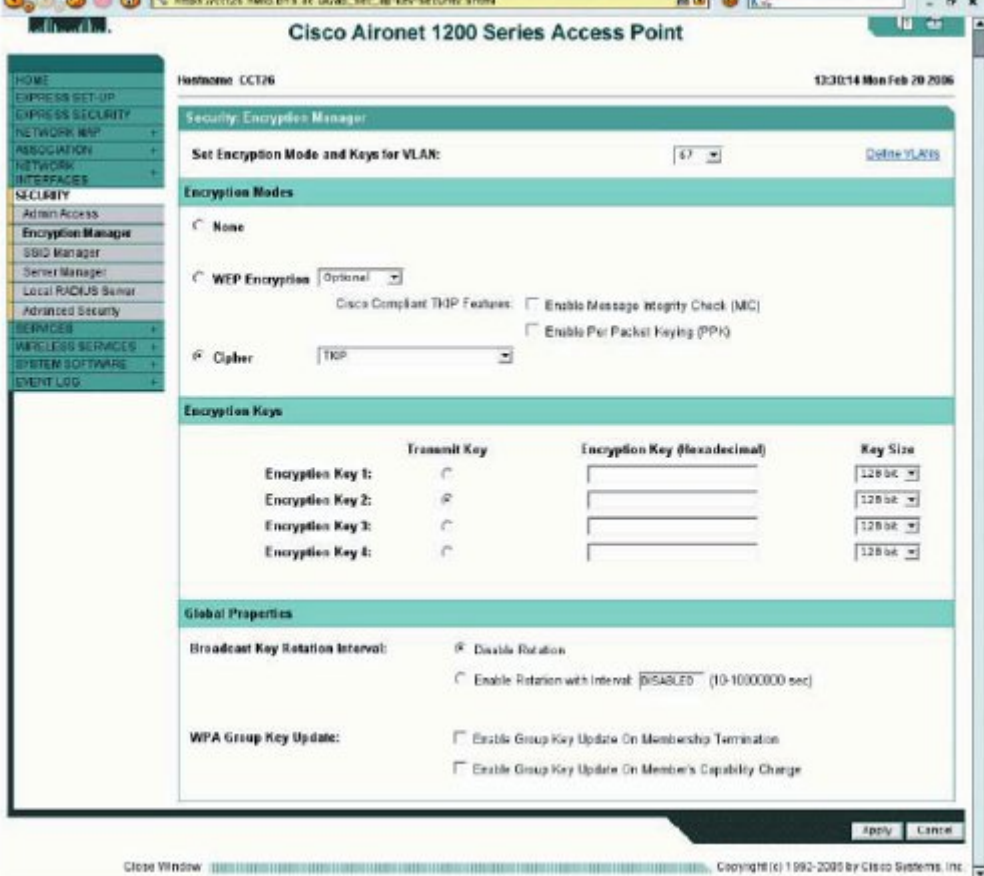 Cisco Aironet 1200 Series Access Point
HOME
EXPRESS SET-UP
EXPRESS SECURITY
NETWORK MAP +
ASSOCIATION +
NETWORK INTERFACES +
SECURITY
Admin Access
Encryption Manager
SSID Manager
Server Manager
Local RADIUS Server
Advanced Security
SERVICES +
WIRELESS SERVICES +
SYSTEM SOFTWARE +
EVENT LOG +
Hostname CCT26 13:30:14 Mon Feb 20 2006
Security: Encryption Manager
Set Encryption Mode and Keys for VLAN: 67 Define VLANs
Encryption Modes
None
WEP Encryption Optional
Cisco Compliant TKIP Features: Enable Message Integrity Check (MIC)
Enable Per Packet Keying (PPK)
Cipher TKIP
Encryption Keys
Transmit Key Encryption Key (Hexadecimal) Key Size
Encryption Key 1: 128 bit
Encryption Key 2: 128 bit
Encryption Key 3: 128 bit
Encryption Key 4: 128 bit
Global Properties
Broadcast Key Rotation Interval: Disable Rotation
Enable Rotation with Interval: DISABLED (10-10000000 sec)
WPA Group Key Update: Enable Group Key Update On Membership Termination
Enable Group Key Update On Member's Capability Change
Apply Cancel
Close Window Copyright (c) 1992-2005 by Cisco Systems, Inc.